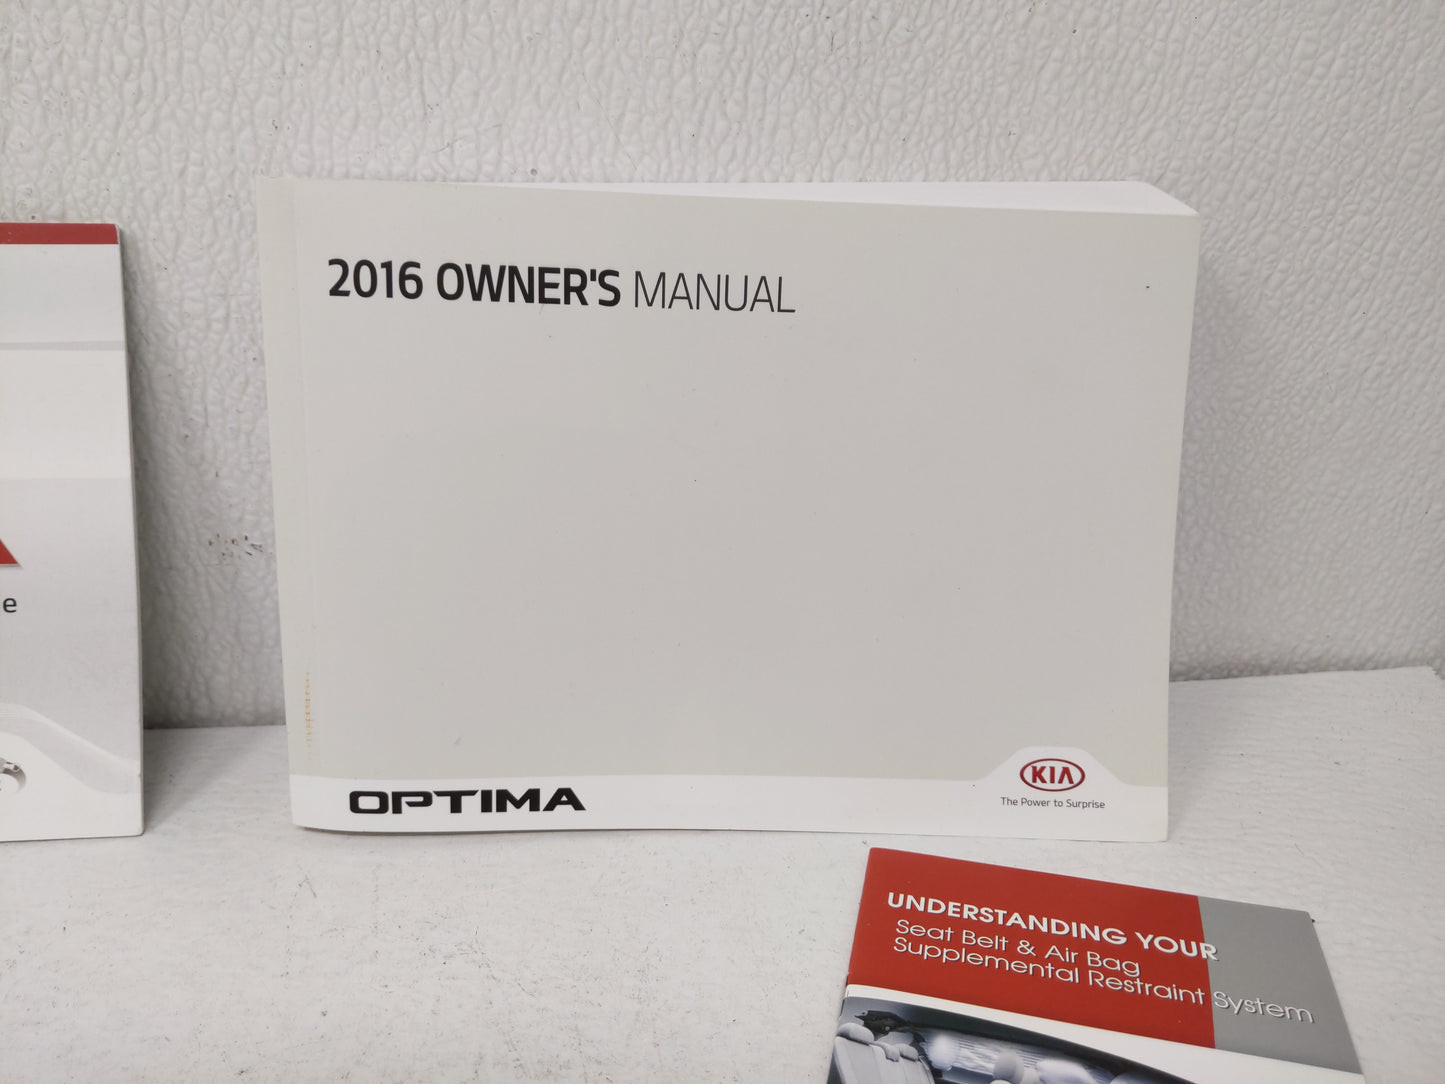 2016 OWNER'S MANUAL
OPTIMA
KIA
The Power to Surprise
UNDERSTANDING YOUR
Seat Belt & Air Bag
Supplemental Restraint System